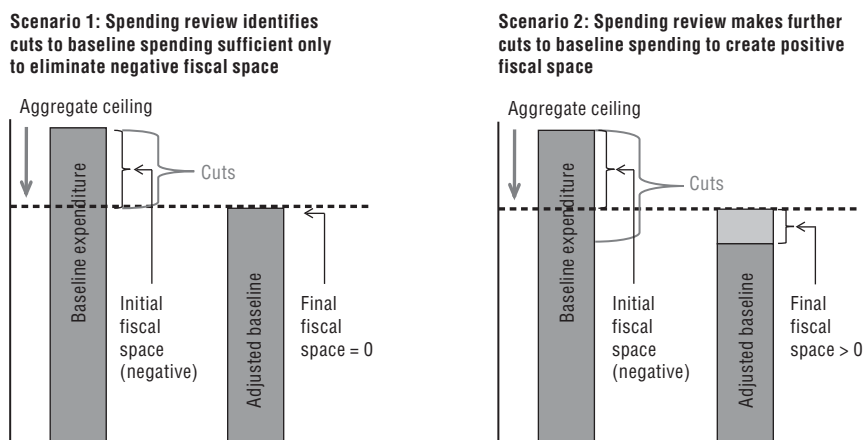 Scenario 1: Spending review identifies
cuts to baseline spending sufficient only
to eliminate negative fiscal space
Aggregate ceiling
Baseline expenditure
Cuts
Initial
fiscal
space
(negative)
Adjusted baseline
Final
fiscal
space = 0
Scenario 2: Spending review makes further
cuts to baseline spending to create positive
fiscal space
Aggregate ceiling
Baseline expenditure
Cuts
Initial
fiscal
space
(negative)
Adjusted baseline
Final
fiscal
space > 0